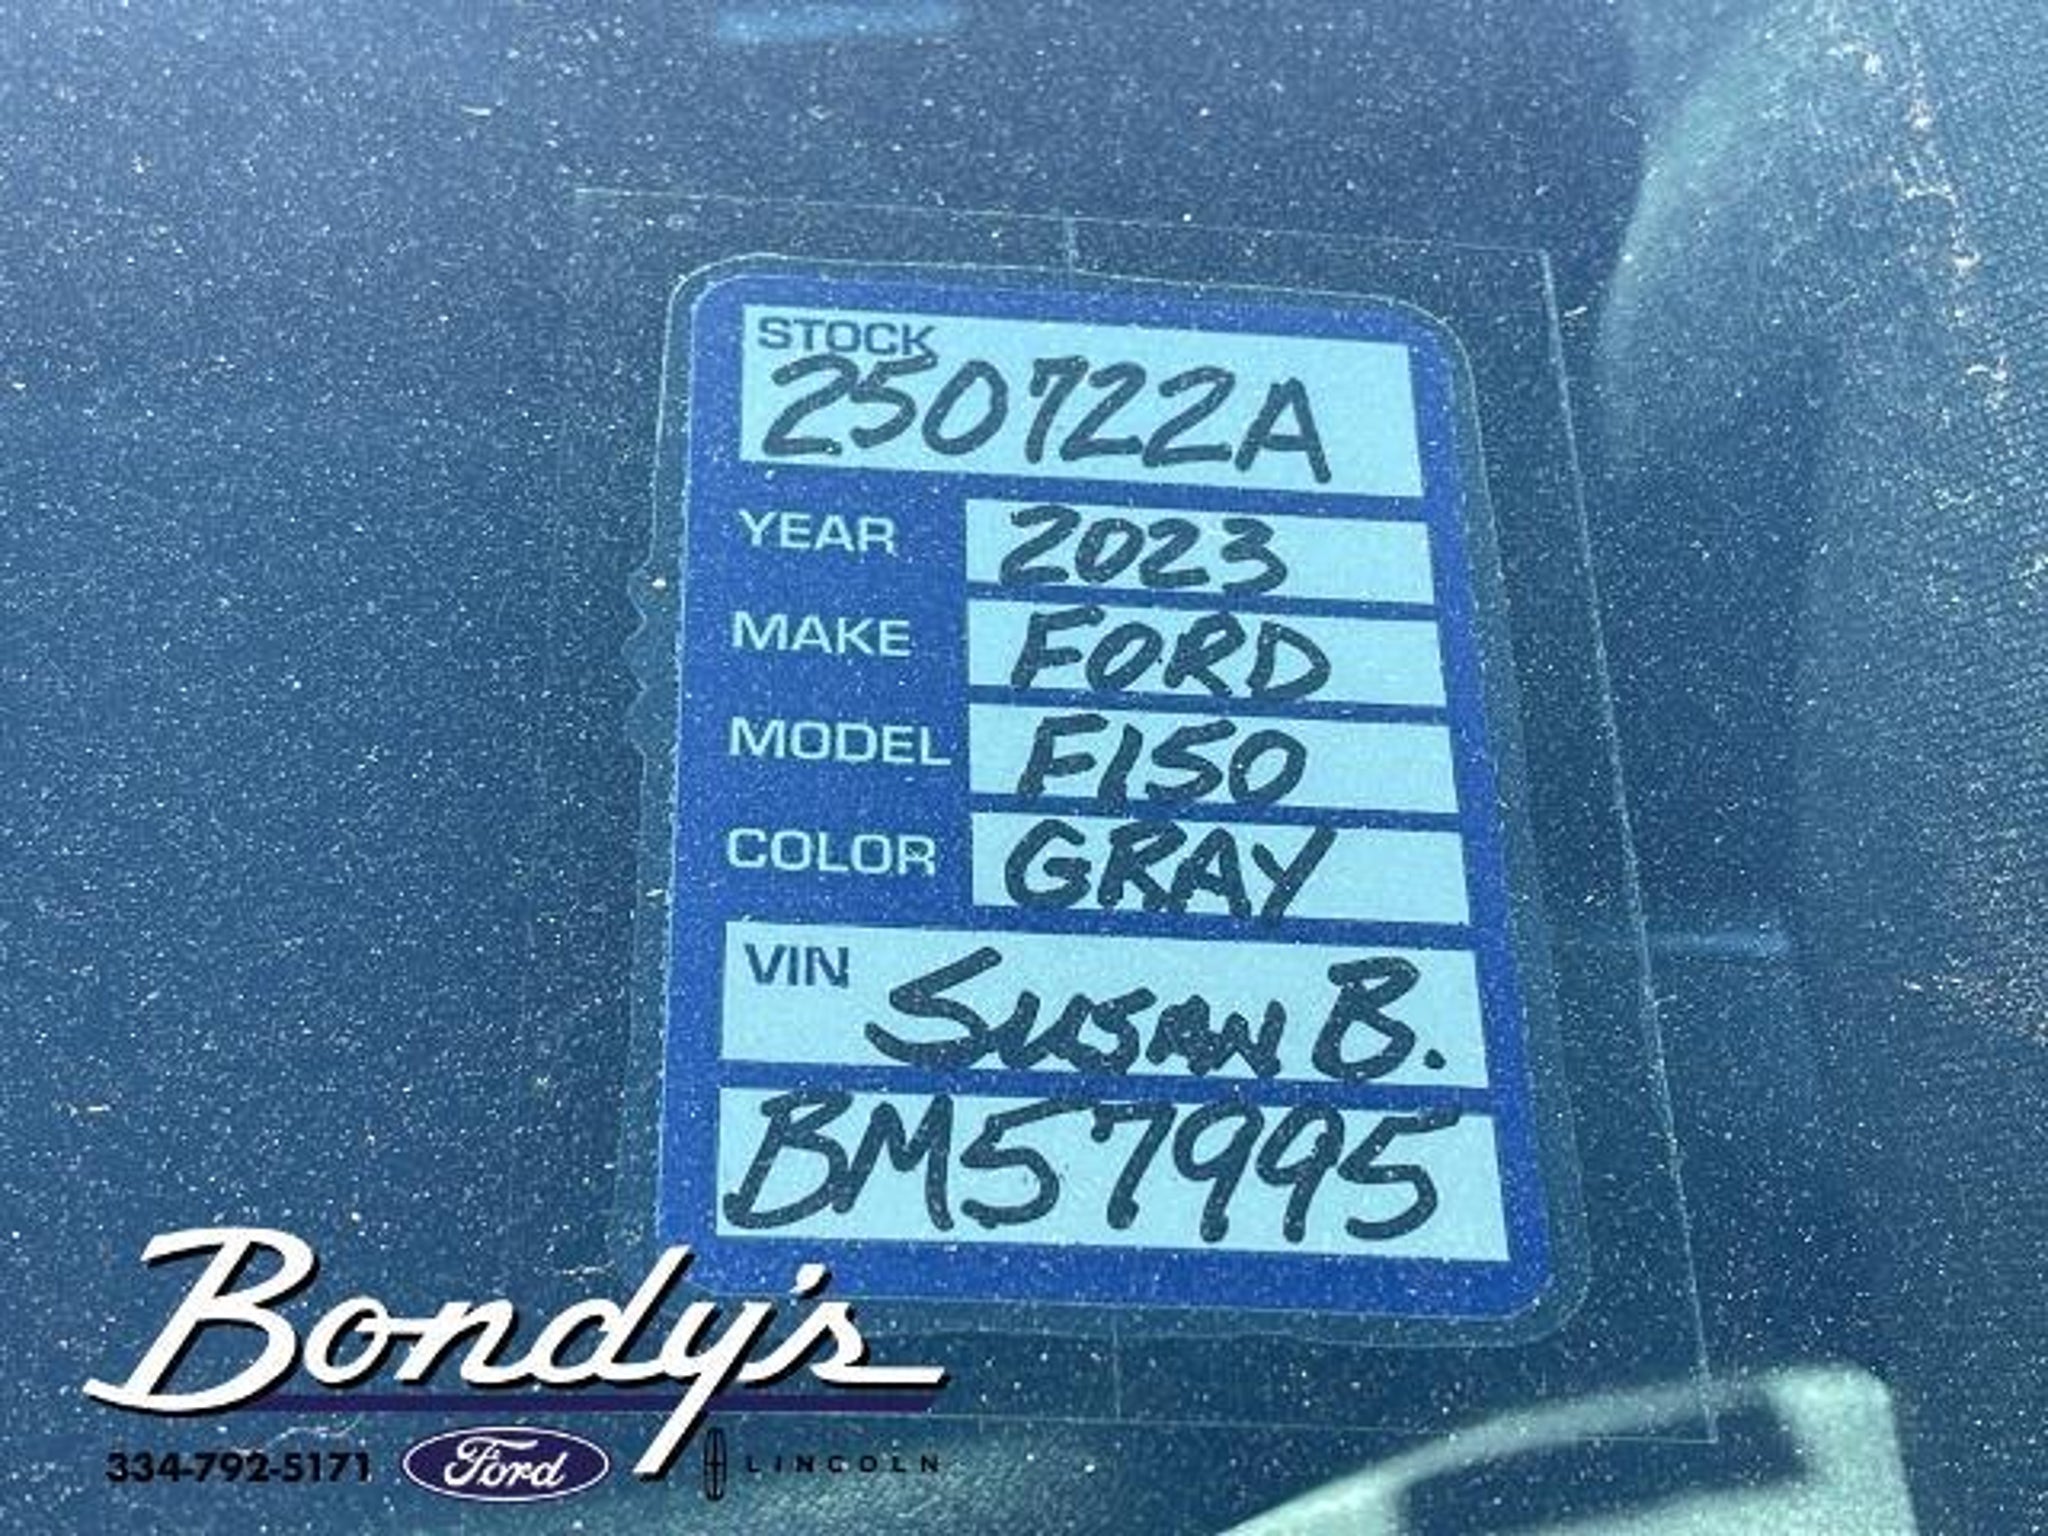 STOCK
250722A
YEAR 2023
MAKE FORD
MODEL F150
COLOR GRAY
VIN SUSAN B.
BM57995
Bondy's
334-792-5171 Ford LINCOLN